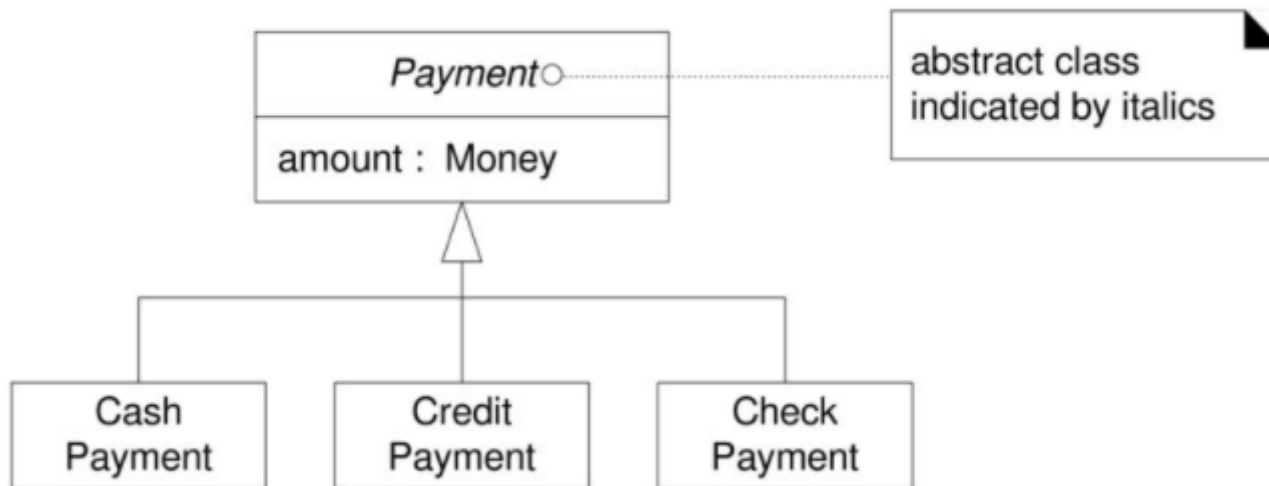 Payment
abstract class
indicated by italics
amount : Money
Cash
Payment
Credit
Payment
Check
Payment